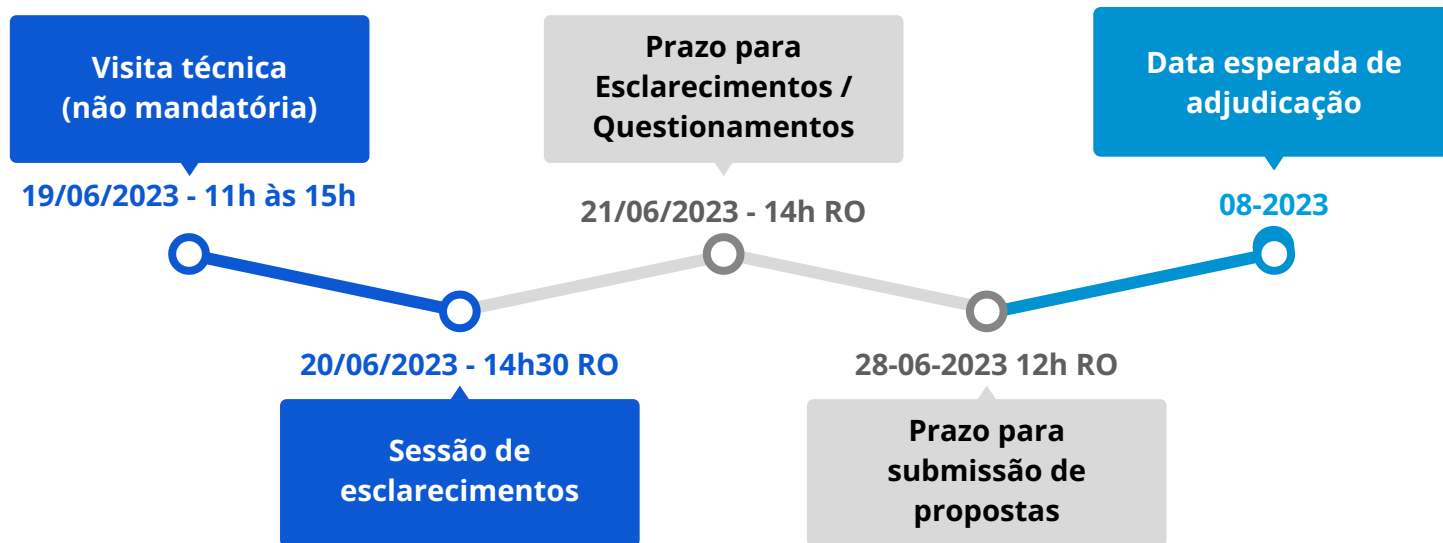 Visita técnica
(não mandatória)
19/06/2023 - 11h às 15h
20/06/2023 - 14h30 RO
Sessão de
esclarecimentos
Prazo para
Esclarecimentos /
Questionamentos
21/06/2023 - 14h RO
28-06-2023 12h RO
Prazo para
submissão de
propostas
Data esperada de
adjudicação
08-2023